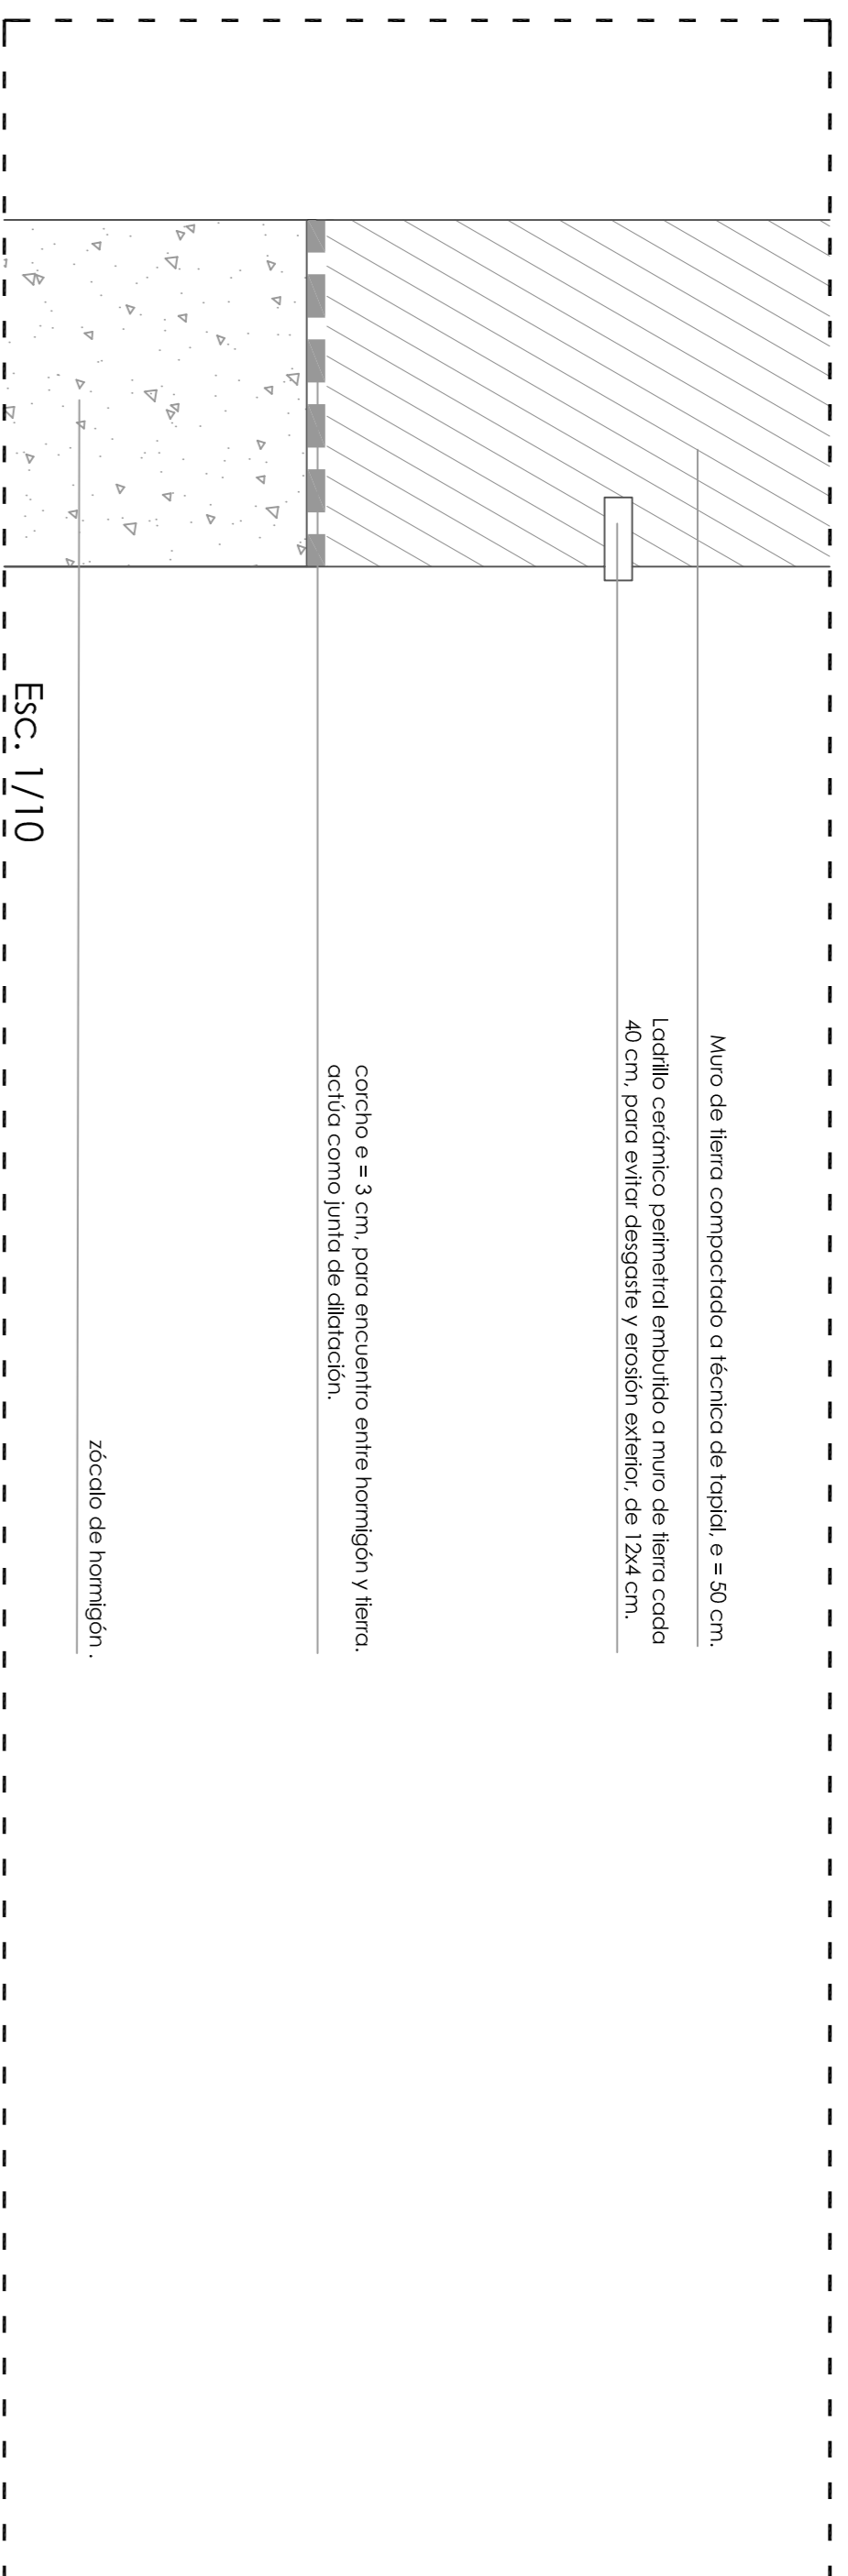 Muro de tierra compactado a técnica de tapial, e = 50 cm.
Ladrillo cerámico perimetral embutido a muro de tierra cada
40 cm, para evitar desgaste y erosión exterior, de 12x4 cm.
corcho e = 3 cm, para encuentro entre hormigón y tierra.
actúa como junta de dilatación.
zócalo de hormigón .
Esc. 1/10